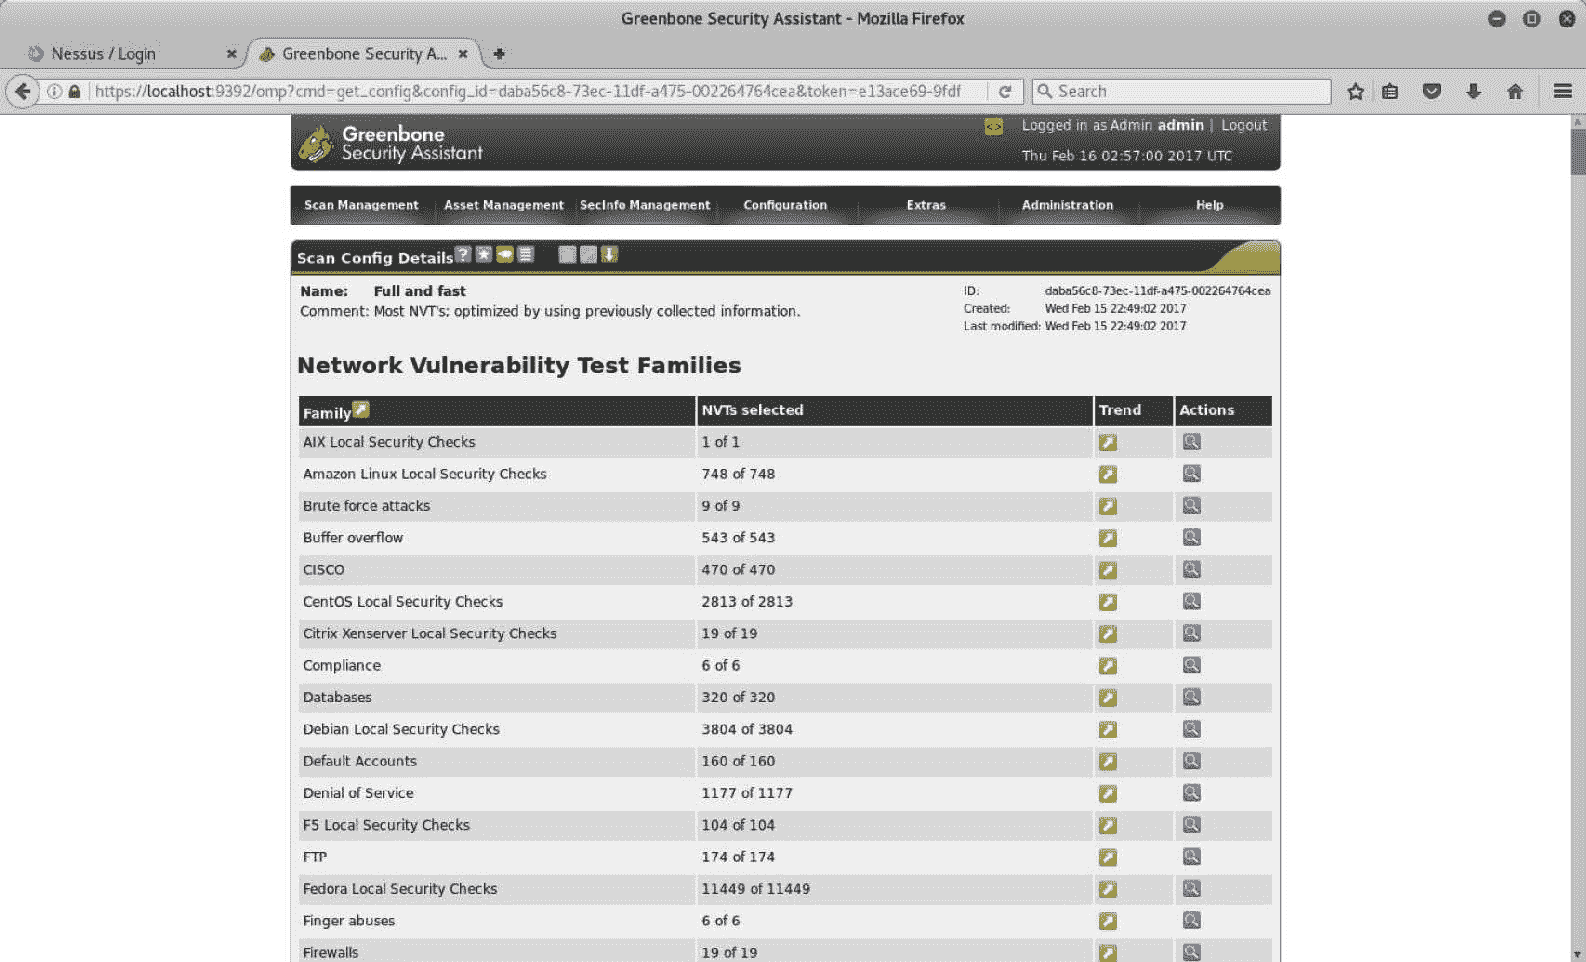 Greenbone Security Assistant - Mozilla Firefox
Nessus / Login
Greenbone Security A...
https://localhost:9392/omp?cmd=get_config&config_id=daba56c8-73ec-11df-a475-002264764cea&token=e13ace69-9fdf
Search
Greenbone
Security Assistant
Logged in as Admin admin | Logout
Thu Feb 16 02:57:00 2017 UTC
Scan Management Asset Management SecInfo Management Configuration Extras Administration Help
Scan Config Details
Name: Full and fast
Comment: Most NVT's; optimized by using previously collected information.
ID: daba56c8-73ec-11df-a475-002264764cea
Created: Wed Feb 15 22:49:02 2017
Last modified: Wed Feb 15 22:49:02 2017
Network Vulnerability Test Families
Family NVTs selected Trend Actions
AIX Local Security Checks 1 of 1
Amazon Linux Local Security Checks 748 of 748
Brute force attacks 9 of 9
Buffer overflow 543 of 543
CISCO 470 of 470
CentOS Local Security Checks 2813 of 2813
Citrix Xenserver Local Security Checks 19 of 19
Compliance 6 of 6
Databases 320 of 320
Debian Local Security Checks 3804 of 3804
Default Accounts 160 of 160
Denial of Service 1177 of 1177
F5 Local Security Checks 104 of 104
FTP 174 of 174
Fedora Local Security Checks 11449 of 11449
Finger abuses 6 of 6
Firewalls 19 of 19